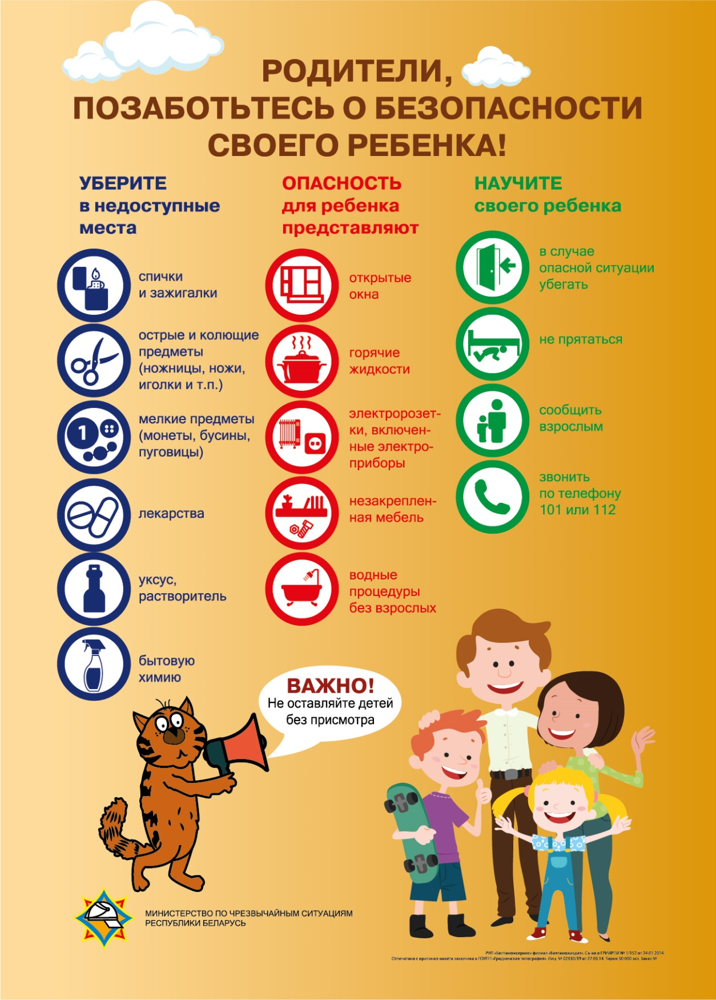 РОДИТЕЛИ,
ПОЗАБОТЬТЕСЬ О БЕЗОПАСНОСТИ
СВОЕГО РЕБЕНКА!
УБЕРИТЕ
в недоступные
места
спички
и зажигалки
острые и колющие
предметы
(ножницы, ножи,
иголки и т.п.)
1
мелкие предметы
(монеты, бусины,
пуговицы)
лекарства
уксус,
растворитель
бытовую
химию
ОПАСНОСТЬ
для ребенка
представляют
открытые
окна
горячие
жидкости
электророзет-
ки, включен-
ные электро-
приборы
незакреплен-
ная мебель
водные
процедуры
без взрослых
НАУЧИТЕ
своего ребенка
в случае
опасной ситуации
убегать
не прятаться
сообщить
взрослым
звонить
по телефону
101 или 112
ВАЖНО!
Не оставляйте детей
без присмотра
МИНИСТЕРСТВО ПО ЧРЕЗВЫЧАЙНЫМ СИТУАЦИЯМ
РЕСПУБЛИКИ БЕЛАРУСЬ
РУП «Белтаможсервис» филиал «Белтаможиздат». Св-во о ГРИИРПИ № 1/152 от 24.01.2014.
Отпечатано с оригинал-макета заказчика в ГОУПП «Гродненская типография». Лиц. № 02330/39 от 27.03.14. Тираж 50 000 экз. Заказ №